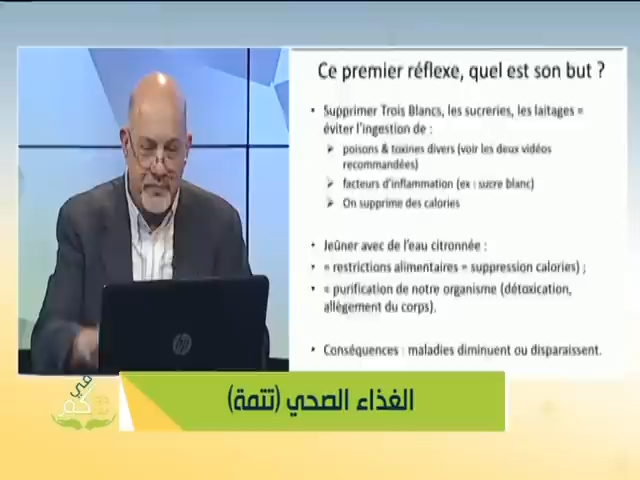 Ce premier réflexe, quel est son but ?
• Supprimer Trois Blancs, les sucreries, les laitages =
éviter l'ingestion de :
➢ poisons & toxines divers (voir les deux vidéos
recommandées)
➢ facteurs d'inflammation (ex : sucre blanc)
➢ On supprime des calories
• Jeûner avec de l'eau citronnée :
• = restrictions alimentaires = suppression calories) ;
• = purification de notre organisme (détoxication,
allègement du corps).
• Conséquences : maladies diminuent ou disparaissent.
hp
في
الغذاء الصحي (تتمة)